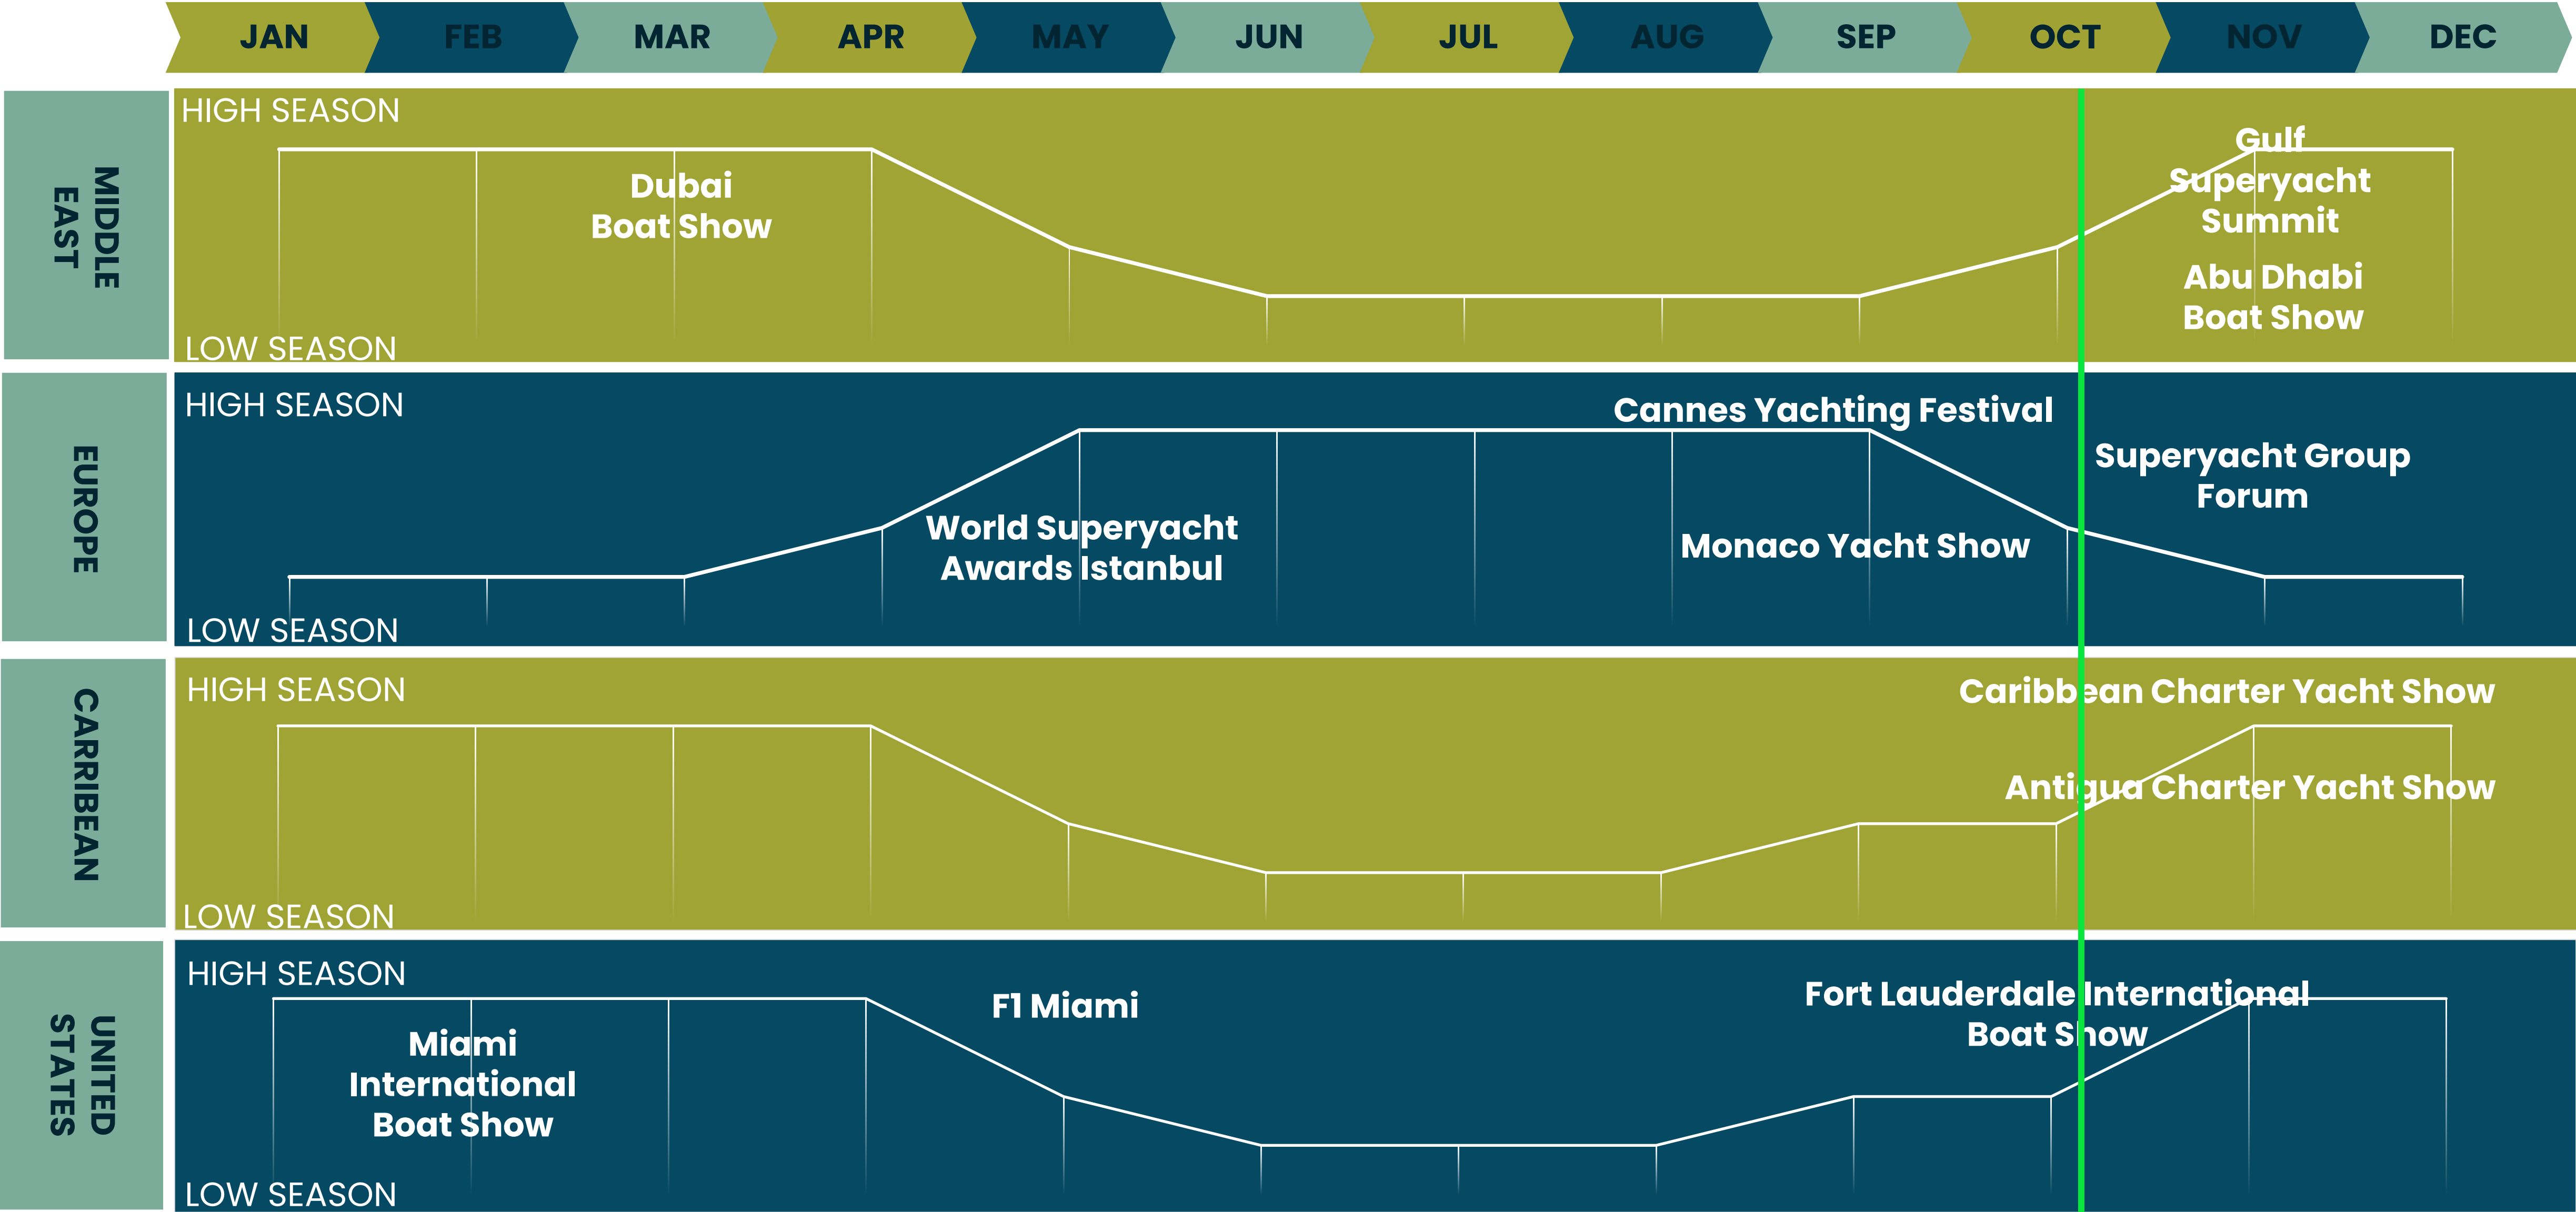 JAN FEB MAR APR MAY JUN JUL AUG SEP OCT NOV DEC
MIDDLE
EAST
HIGH SEASON
Dubai
Boat Show
Gulf
Superyacht
Summit
Abu Dhabi
Boat Show
LOW SEASON
EUROPE
HIGH SEASON
Cannes Yachting Festival
Superyacht Group
Forum
World Superyacht
Awards Istanbul
Monaco Yacht Show
LOW SEASON
CARRIBEAN
HIGH SEASON
Caribbean Charter Yacht Show
Antigua Charter Yacht Show
LOW SEASON
UNITED
STATES
HIGH SEASON
Miami
International
Boat Show
F1 Miami
Fort Lauderdale International
Boat Show
LOW SEASON